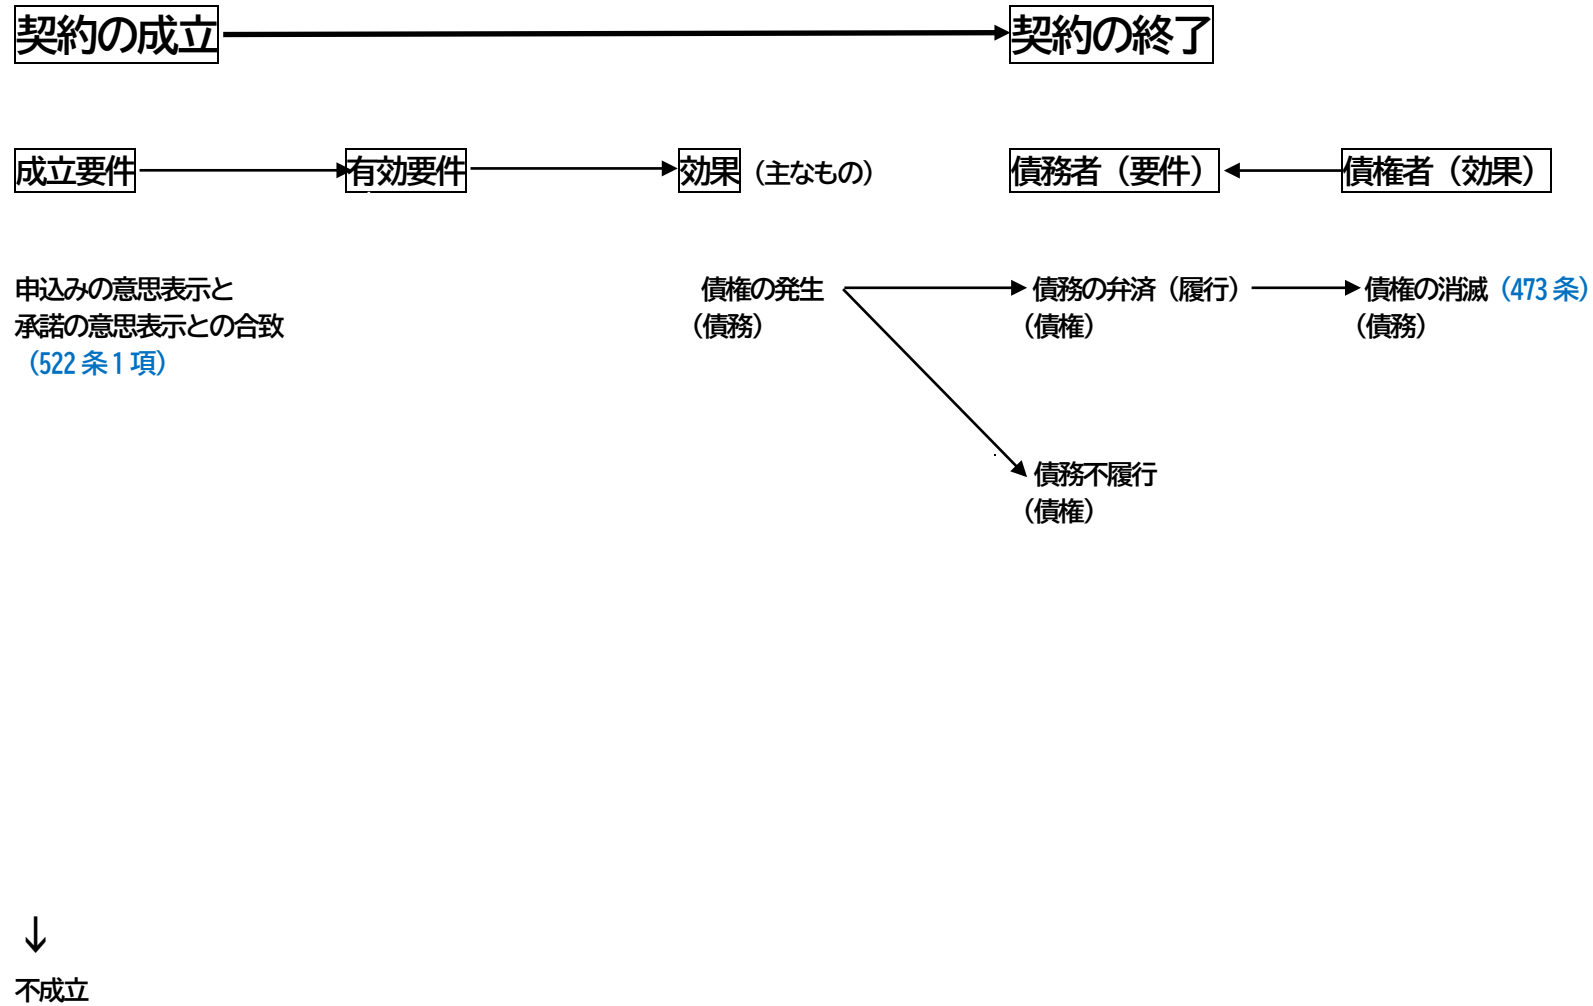 契約の成立 契約の終了
成立要件 有効要件 効果（主なもの） 債務者（要件） 債権者（効果）
申込みの意思表示と 債権の発生 債務の弁済（履行） 債権の消滅（473条）
承諾の意思表示との合致 （債務） （債権） （債務）
（522条1項）
債務不履行
（債権）
↓
不成立